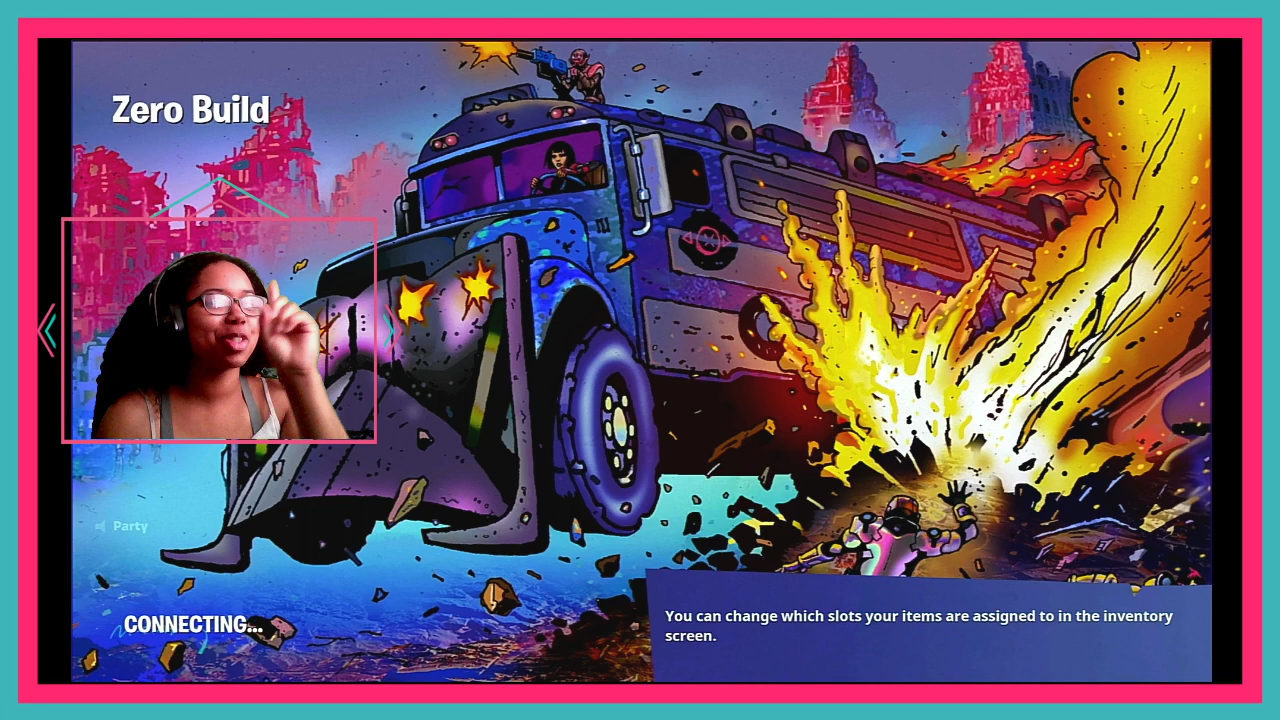 Zero Build
Party
CONNECTING...
You can change which slots your items are assigned to in the inventory
screen.